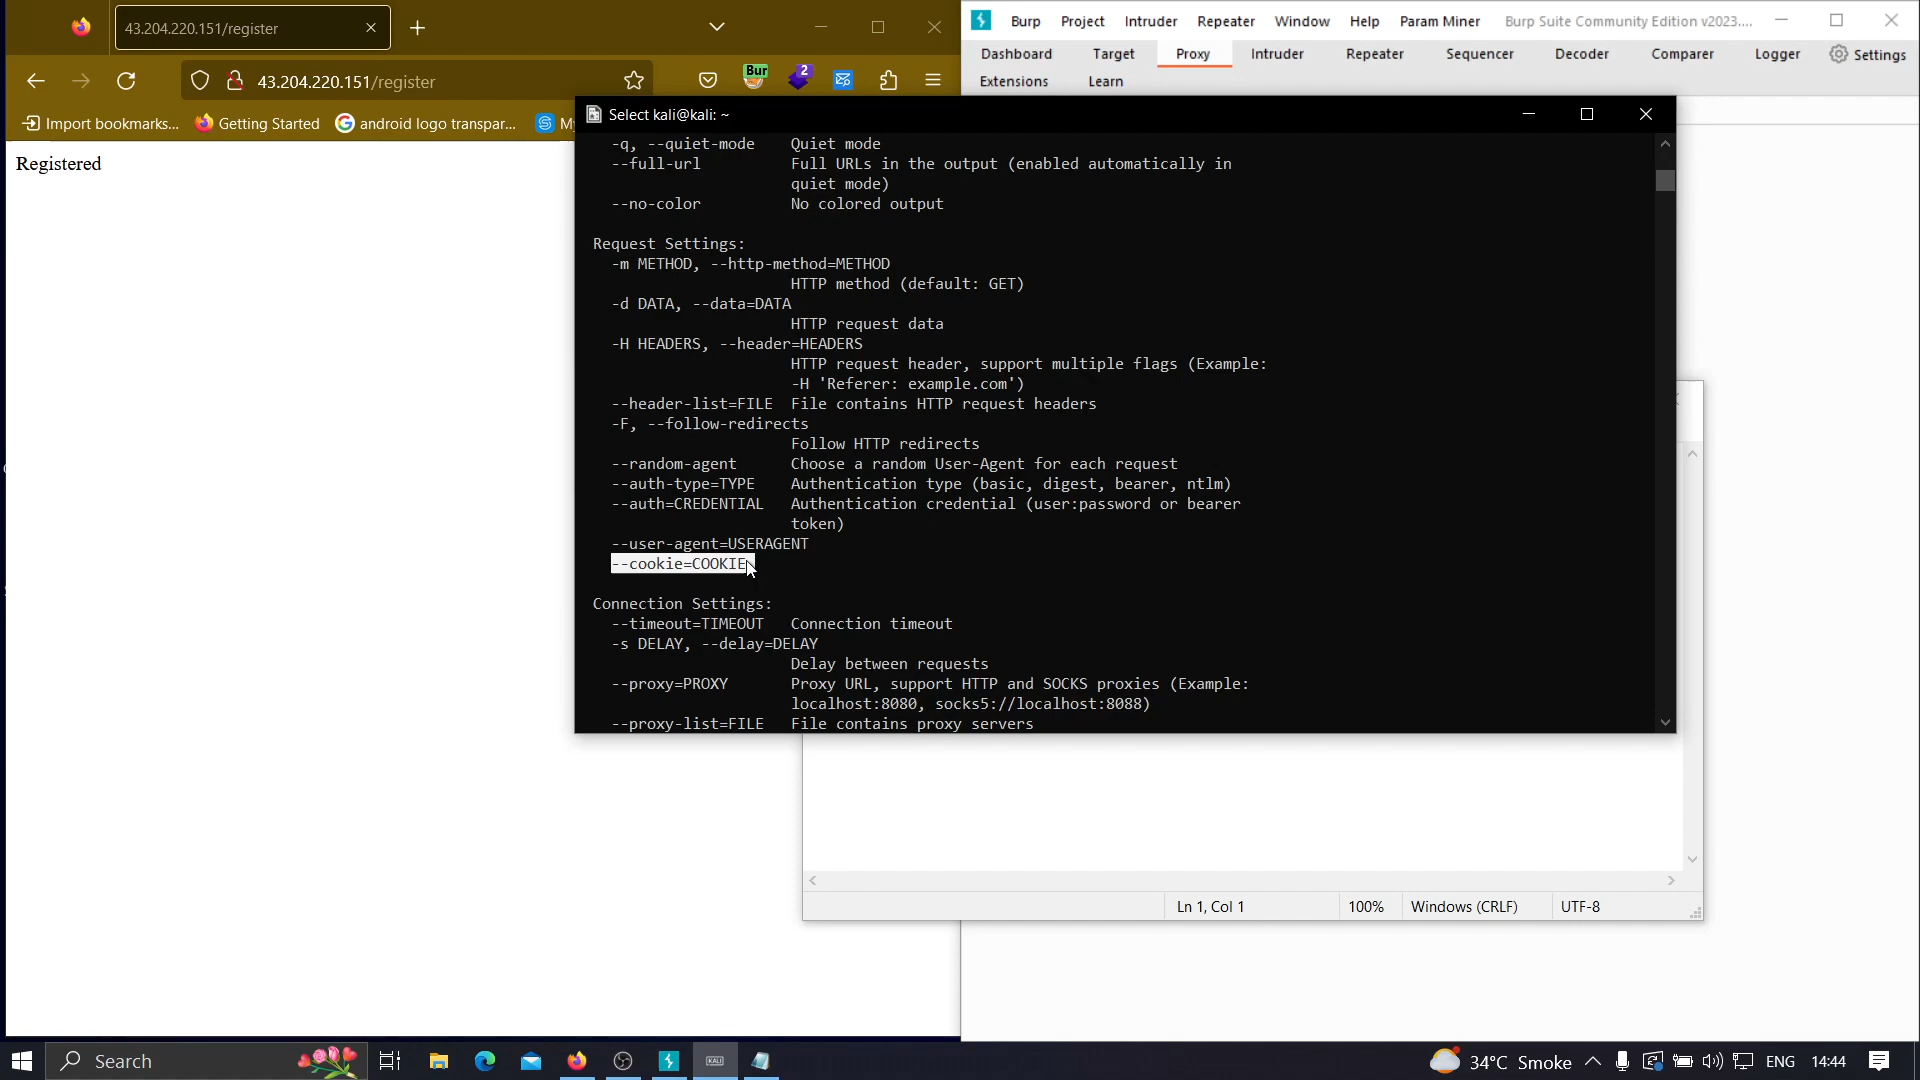 43.204.220.151/register
Burp Project Intruder Repeater Window Help Param Miner Burp Suite Community Edition v2023....
Dashboard Target Proxy Intruder Repeater Sequencer Decoder Comparer Logger Settings
Extensions Learn
43.204.220.151/register
Bur
2
Import bookmarks... Getting Started android logo transpar... My
Registered
Select kali@kali: ~
-q, --quiet-mode Quiet mode
--full-url Full URLs in the output (enabled automatically in
quiet mode)
--no-color No colored output
Request Settings:
-m METHOD, --http-method=METHOD
HTTP method (default: GET)
-d DATA, --data=DATA
HTTP request data
-H HEADERS, --header=HEADERS
HTTP request header, support multiple flags (Example:
-H 'Referer: example.com')
--header-list=FILE File contains HTTP request headers
-F, --follow-redirects
Follow HTTP redirects
--random-agent Choose a random User-Agent for each request
--auth-type=TYPE Authentication type (basic, digest, bearer, ntlm)
--auth=CREDENTIAL Authentication credential (user:password or bearer
token)
--user-agent=USERAGENT
--cookie=COOKIE
Connection Settings:
--timeout=TIMEOUT Connection timeout
-s DELAY, --delay=DELAY
Delay between requests
--proxy=PROXY Proxy URL, support HTTP and SOCKS proxies (Example:
localhost:8080, socks5://localhost:8088)
--proxy-list=FILE File contains proxy servers
Ln 1, Col 1 100% Windows (CRLF) UTF-8
Search KALI 34°C Smoke ENG 14:44